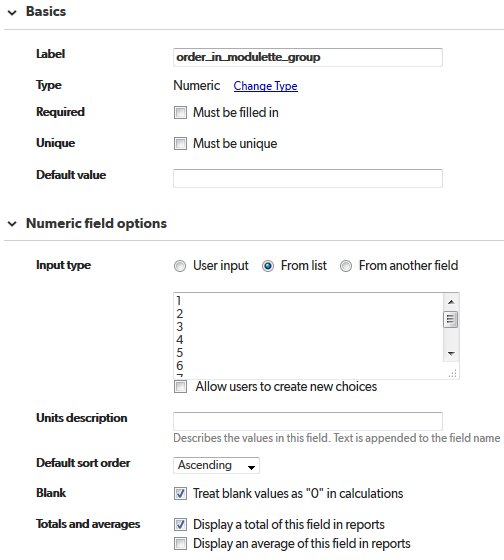 Basics
Label order_in_modulette_group
Type Numeric Change Type
Required Must be filled in
Unique Must be unique
Default value
Numeric field options
Input type User input From list From another field
1
2
3
4
5
6
Allow users to create new choices
Units description
Describes the values in this field. Text is appended to the field name
Default sort order Ascending
Blank Treat blank values as "0" in calculations
Totals and averages Display a total of this field in reports
Display an average of this field in reports